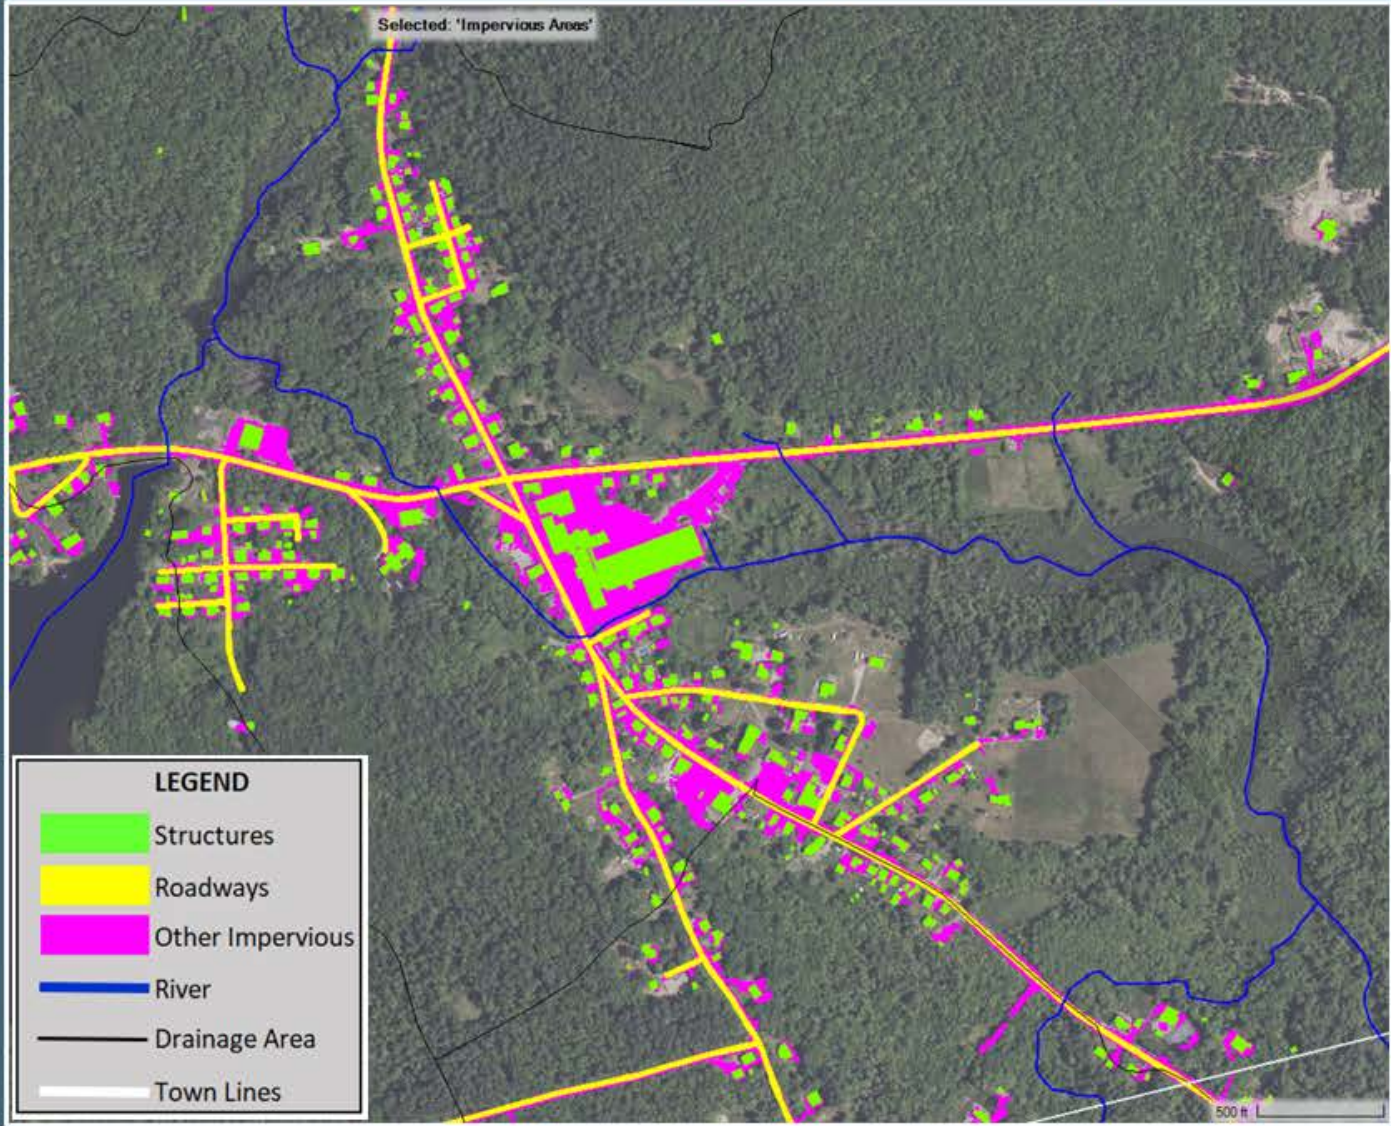 Selected: 'Impervious Areas'
LEGEND
Structures
Roadways
Other Impervious
River
Drainage Area
Town Lines
500 ft